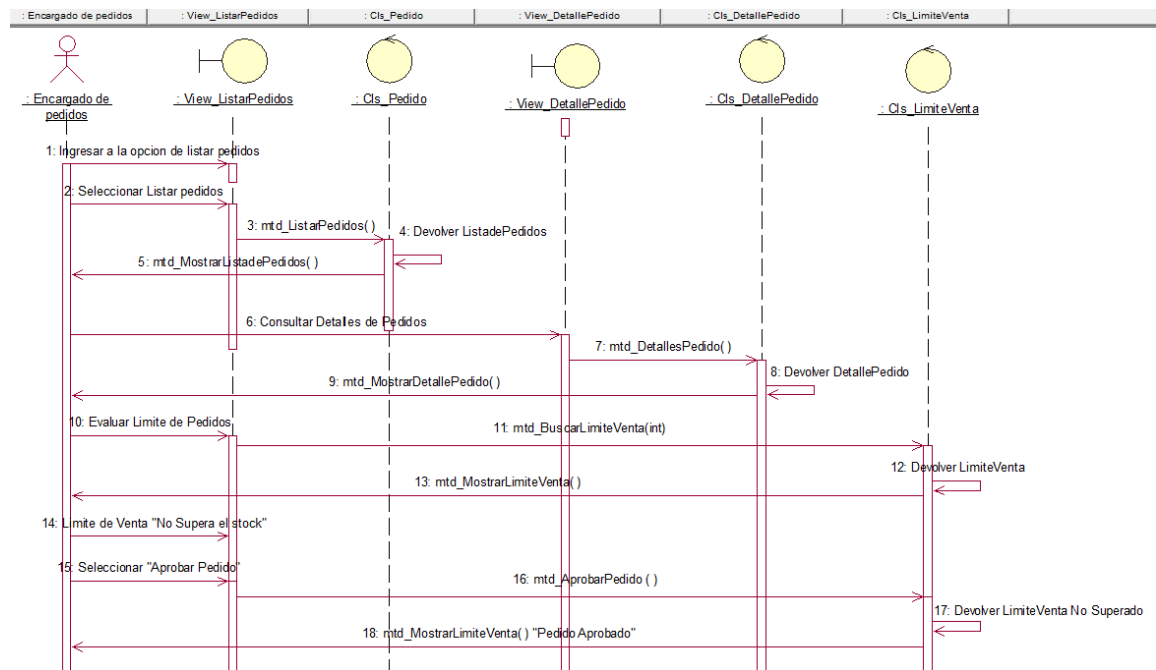 : Encargado de pedidos
: View_ListarPedidos
: Cls_Pedido
: View_DetallePedido
: Cls_DetallePedido
: Cls_LimiteVenta
: Encargado de
pedidos
: View_ListarPedidos
: Cls_Pedido
: View_DetallePedido
: Cls_DetallePedido
: Cls_LimiteVenta
1: Ingresar a la opcion de listar pedidos
2: Seleccionar Listar pedidos
3: mtd_ListarPedidos( )
4: Devolver ListadePedidos
5: mtd_MostrarListadePedidos( )
6: Consultar Detalles de Pedidos
7: mtd_DetallesPedido( )
8: Devolver DetallePedido
9: mtd_MostrarDetallePedido( )
10: Evaluar Limite de Pedidos
11: mtd_BuscarLimiteVenta(int)
12: Devolver LimiteVenta
13: mtd_MostrarLimiteVenta( )
14: Limite de Venta "No Supera el stock"
15: Seleccionar "Aprobar Pedido"
16: mtd_AprobarPedido ( )
17: Devolver LimiteVenta No Superado
18: mtd_MostrarLimiteVenta( ) "Pedido Aprobado"